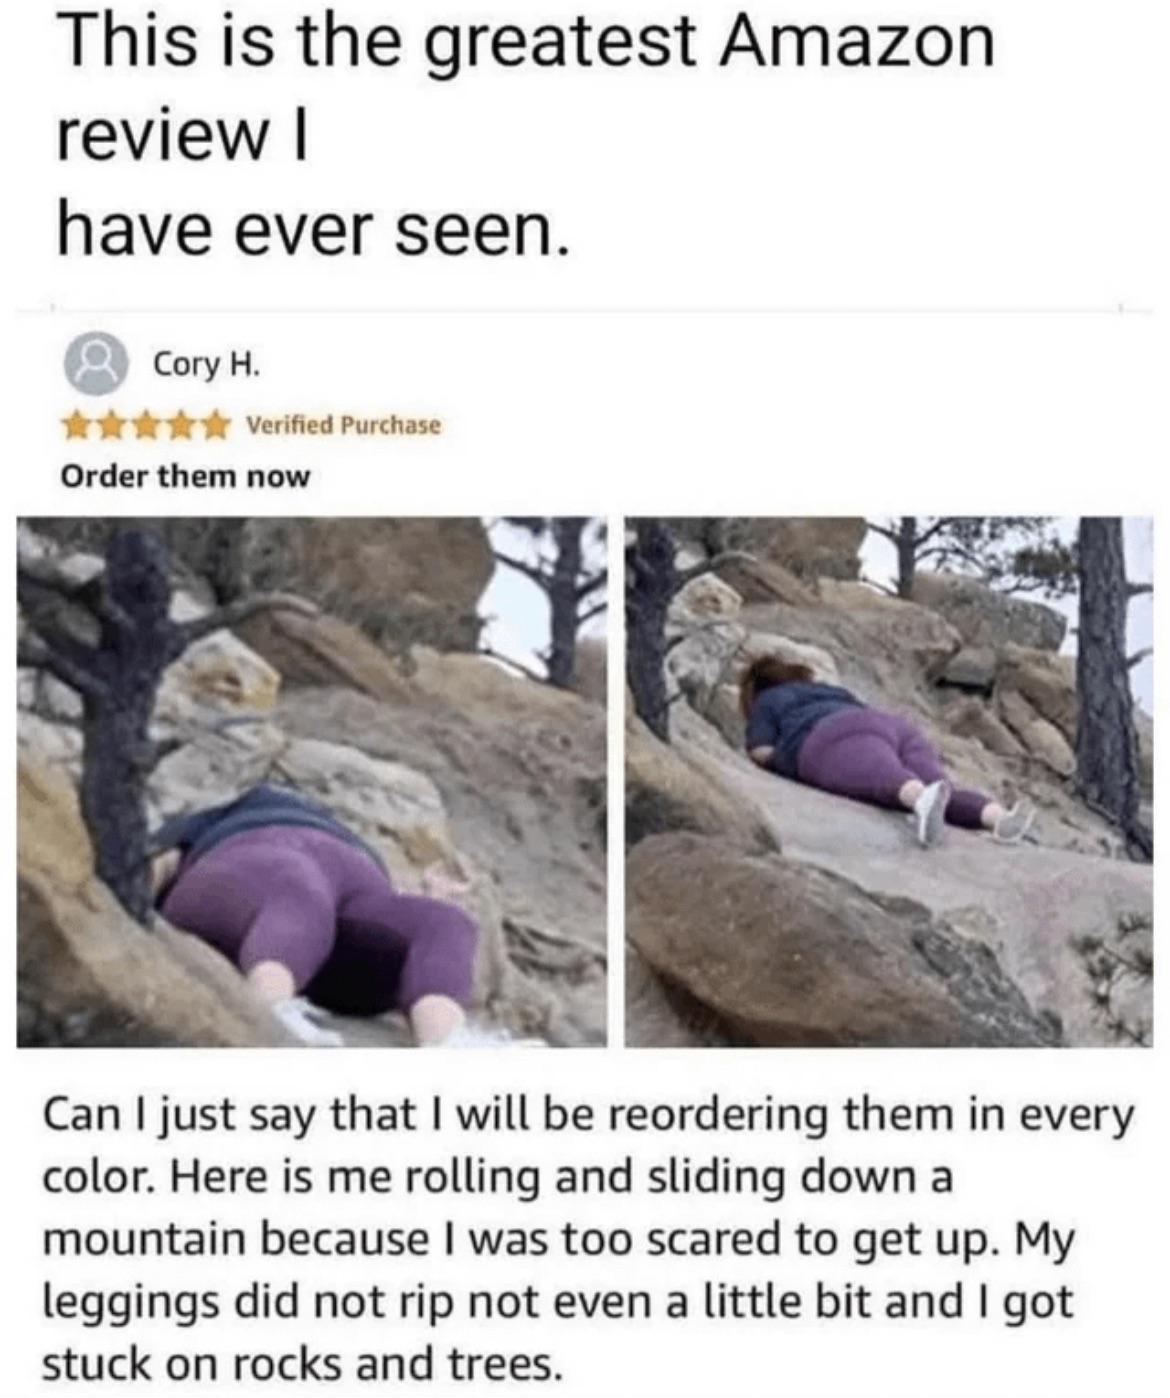 This is the greatest Amazon
review I
have ever seen.
Cory H.
Verified Purchase
Order them now
Can I just say that I will be reordering them in every
color. Here is me rolling and sliding down a
mountain because I was too scared to get up. My
leggings did not rip not even a little bit and I got
stuck on rocks and trees.